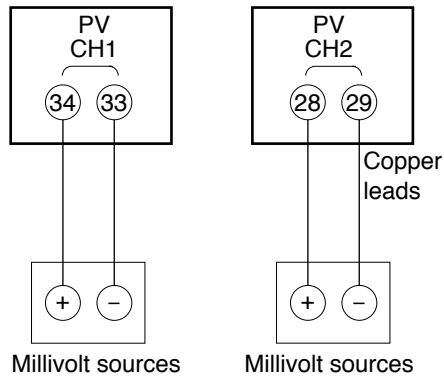 PV
CH1
34 33
+ −
Millivolt sources
PV
CH2
28 29
Copper
leads
+ −
Millivolt sources